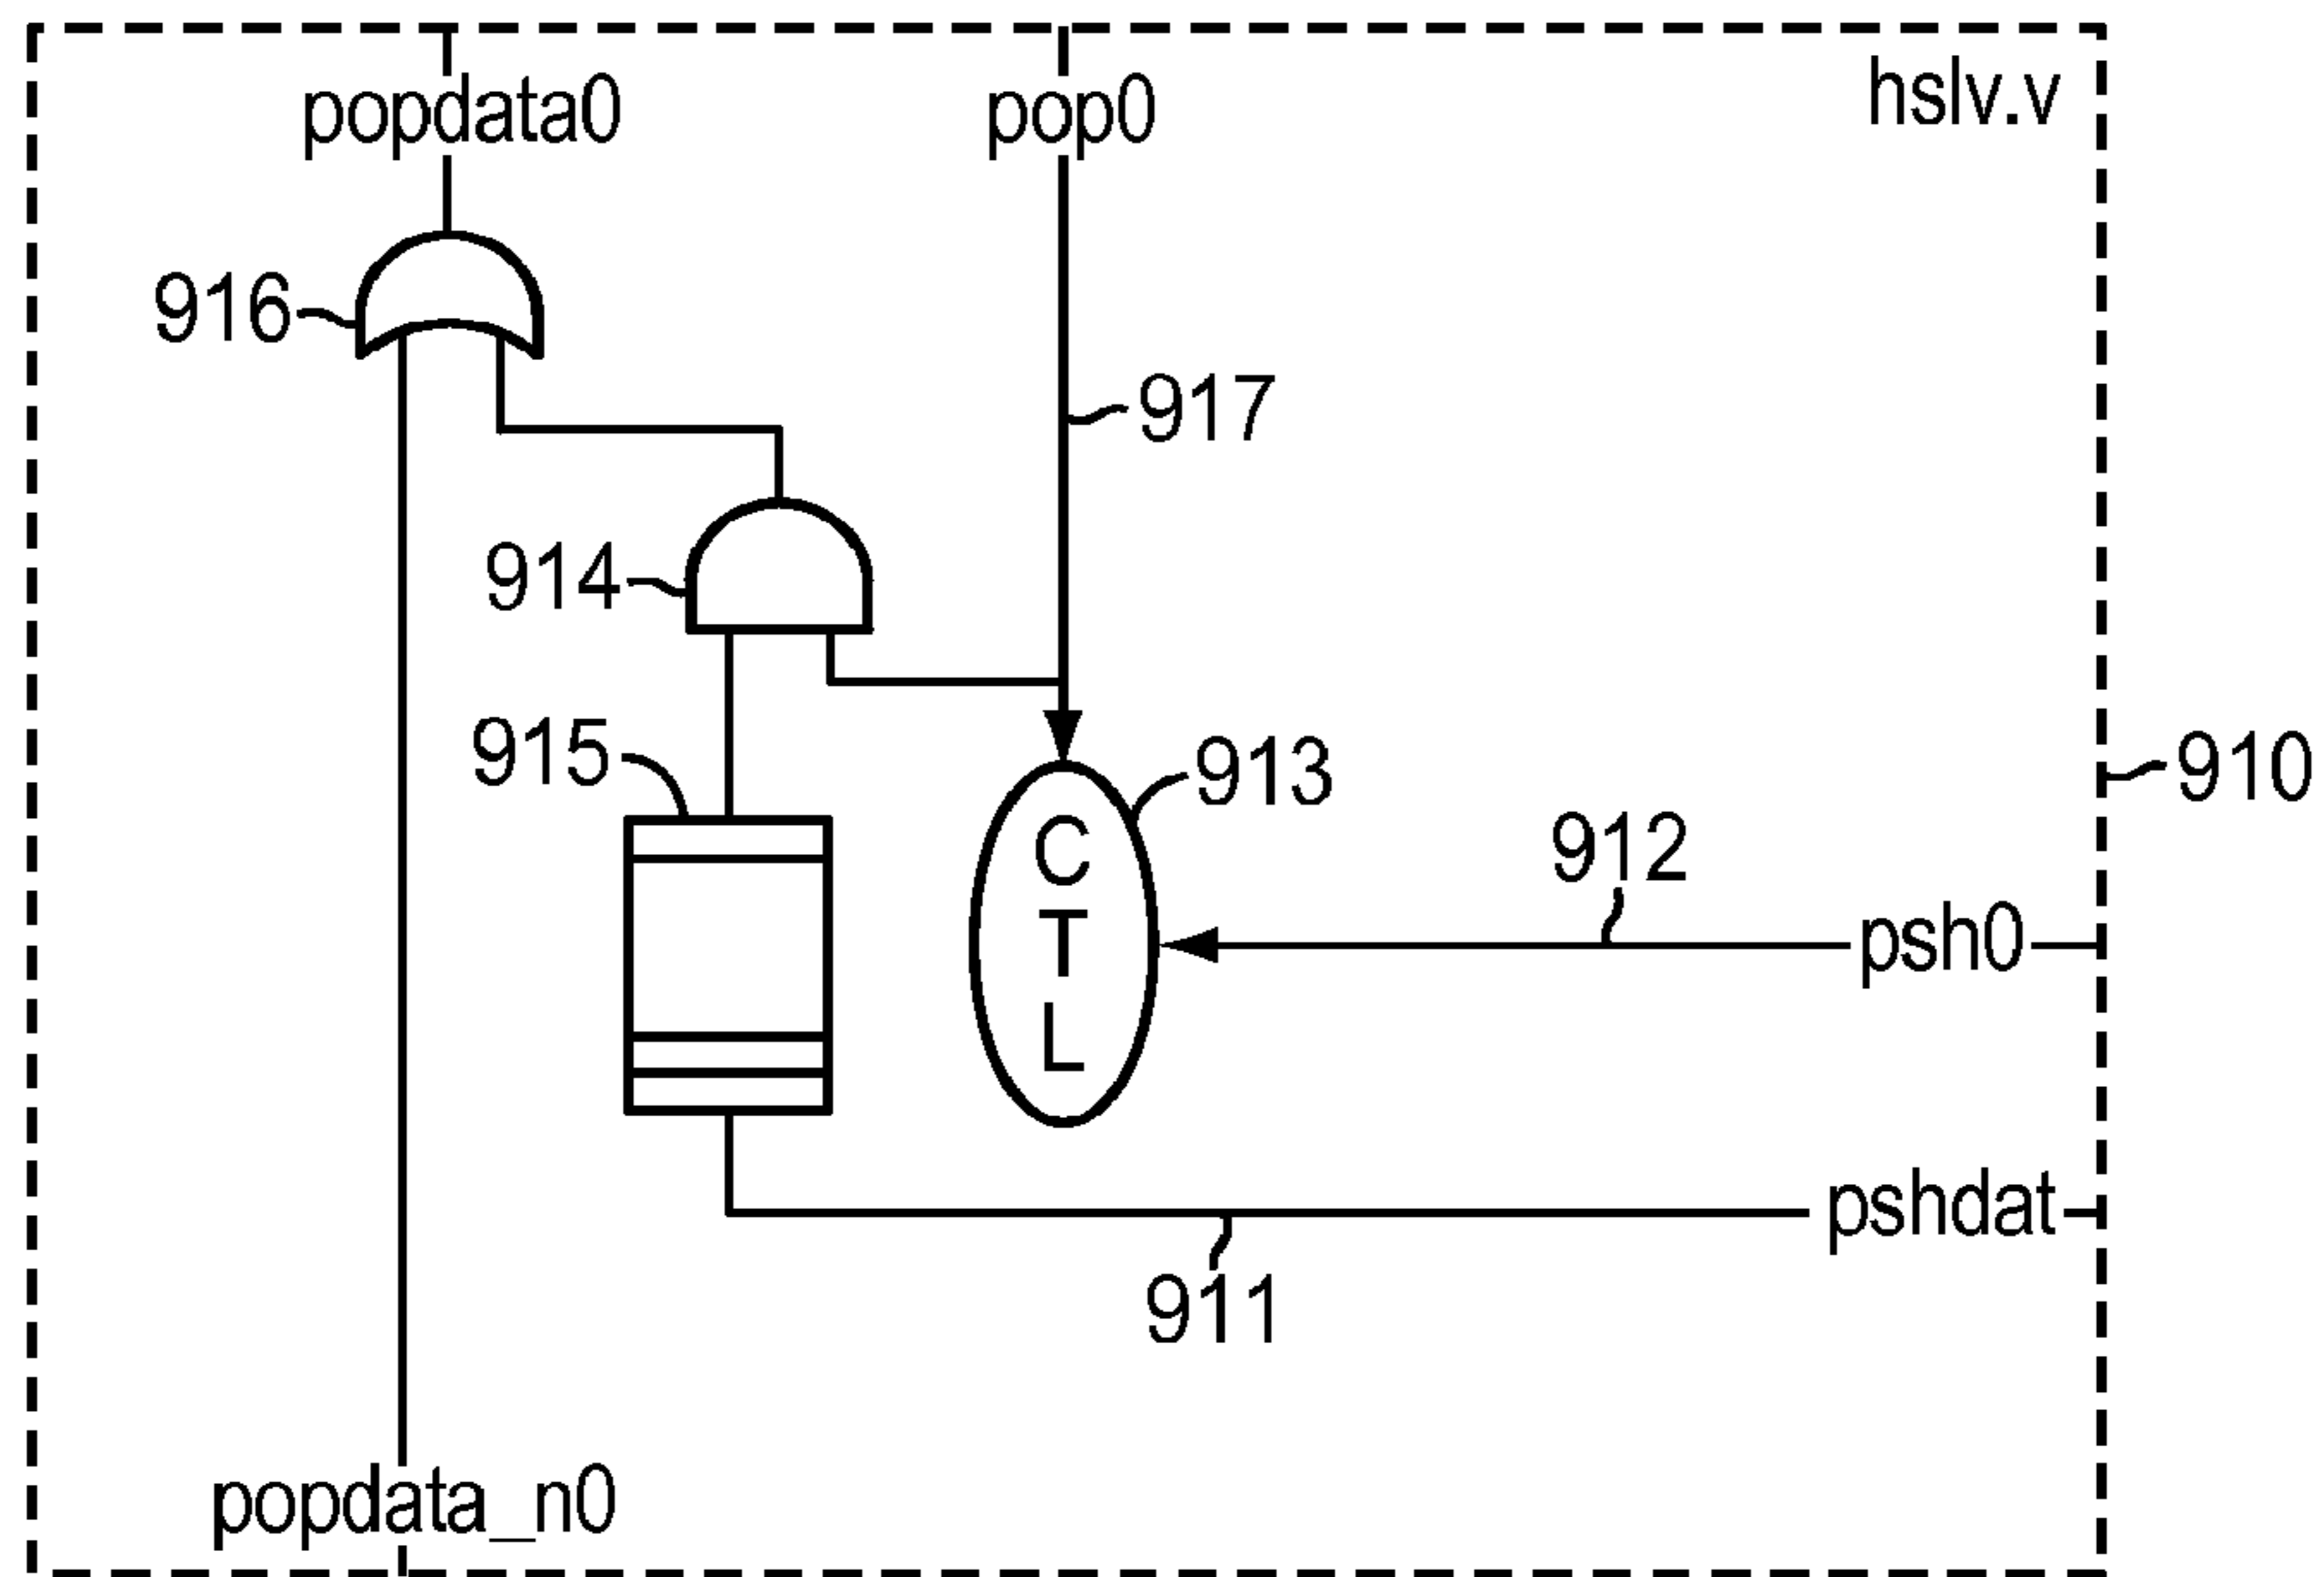 popdata0 pop0 hslv.v
916
917
914
915 913 910
C
T
L
912
psh0
pshdat
911
popdata_n0